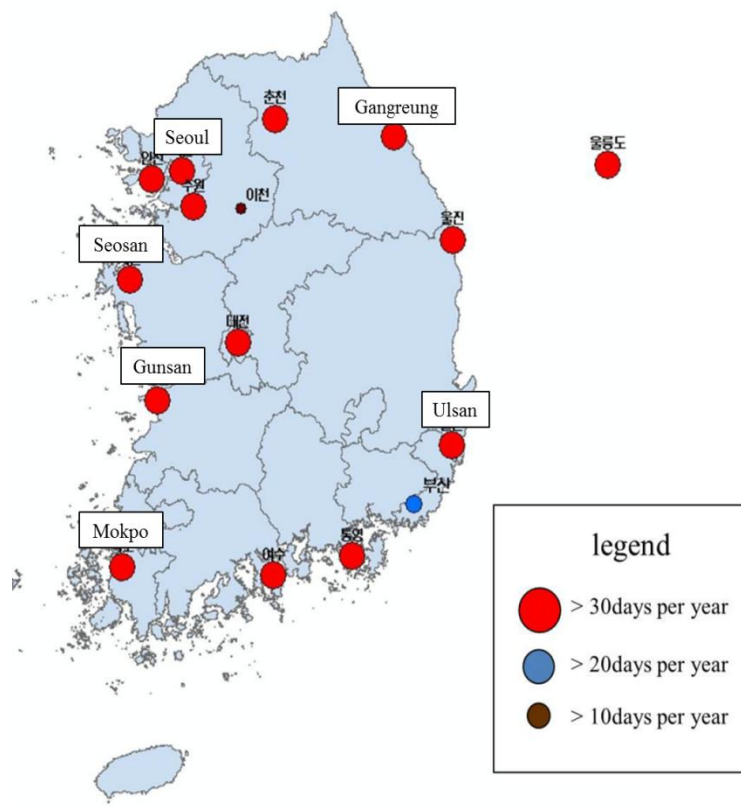 춘천
Gangreung
울릉도
Seoul
인천
수원
이천
울진
Seosan
대전
Gunsan
Ulsan
부산
Mokpo
여수
통영
legend
> 30days per year
> 20days per year
> 10days per year